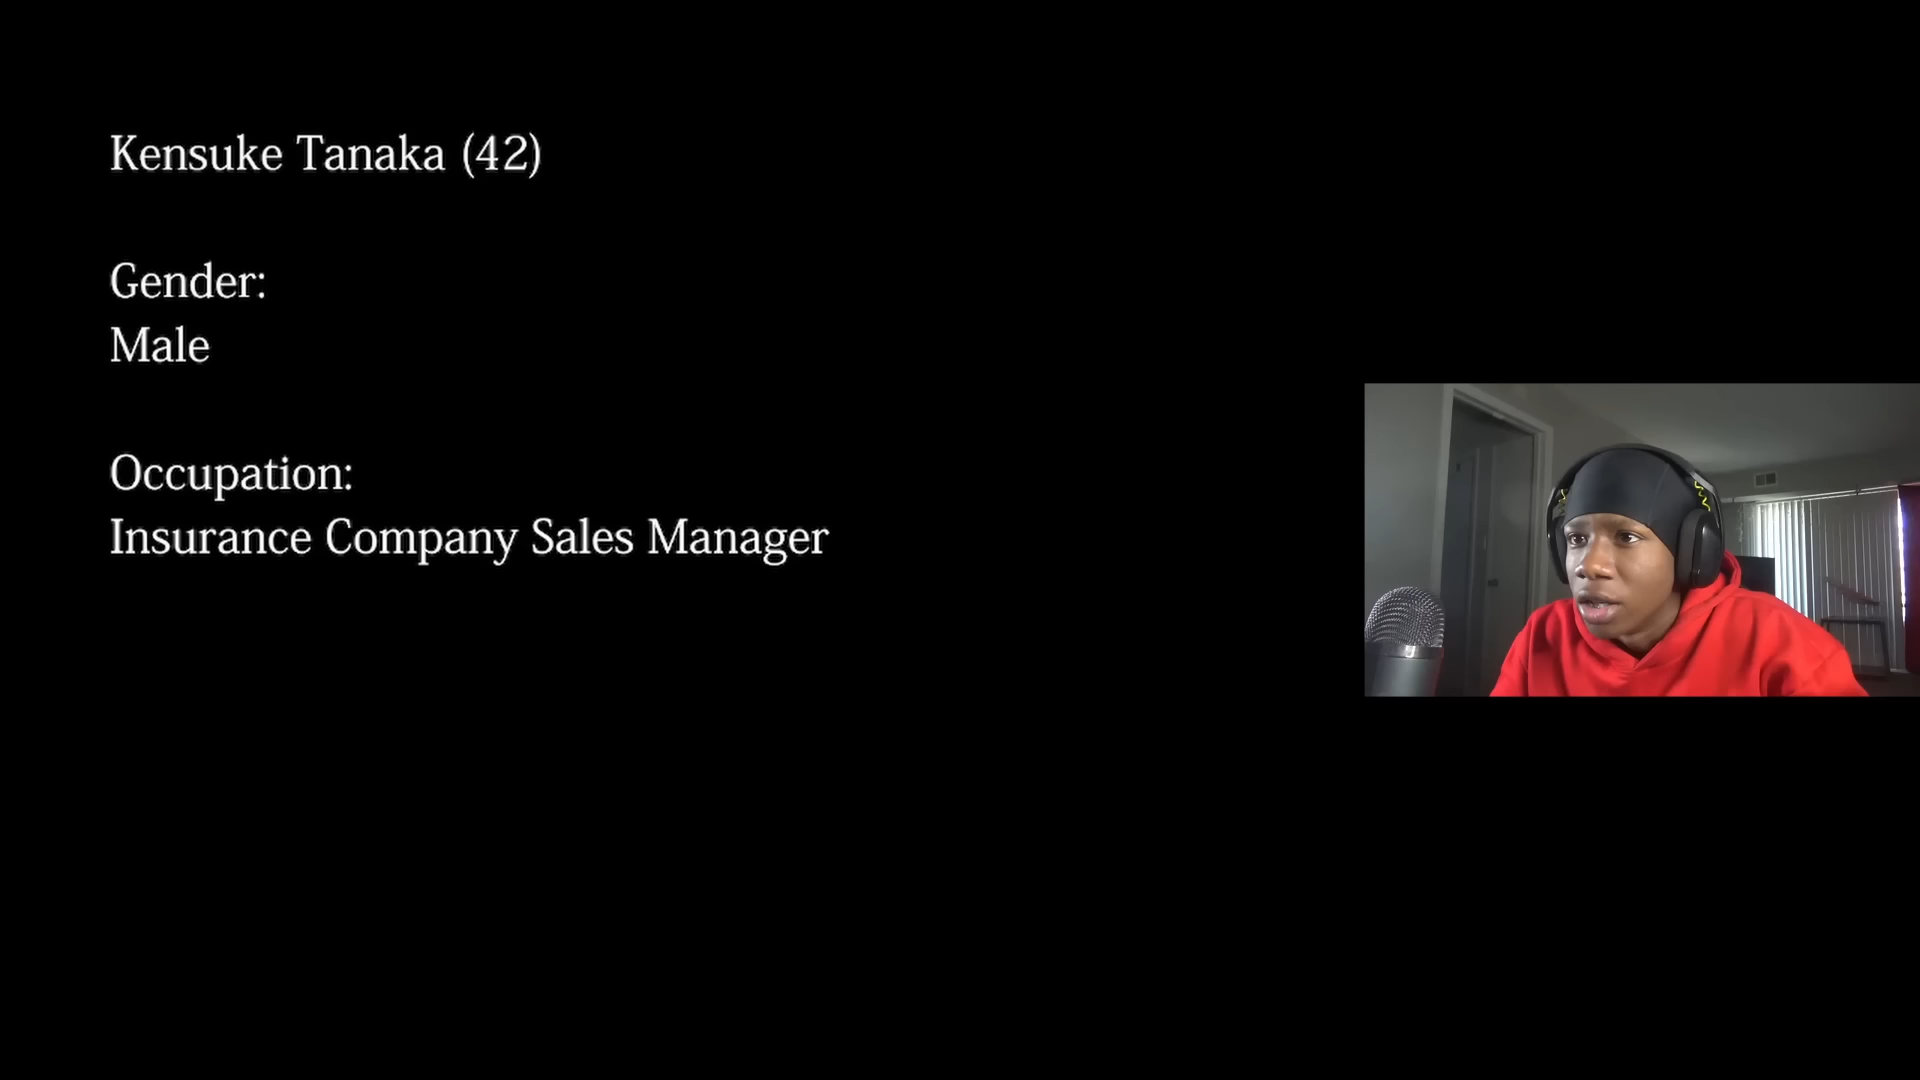 Kensuke Tanaka (42)
Gender:
Male
Occupation:
Insurance Company Sales Manager